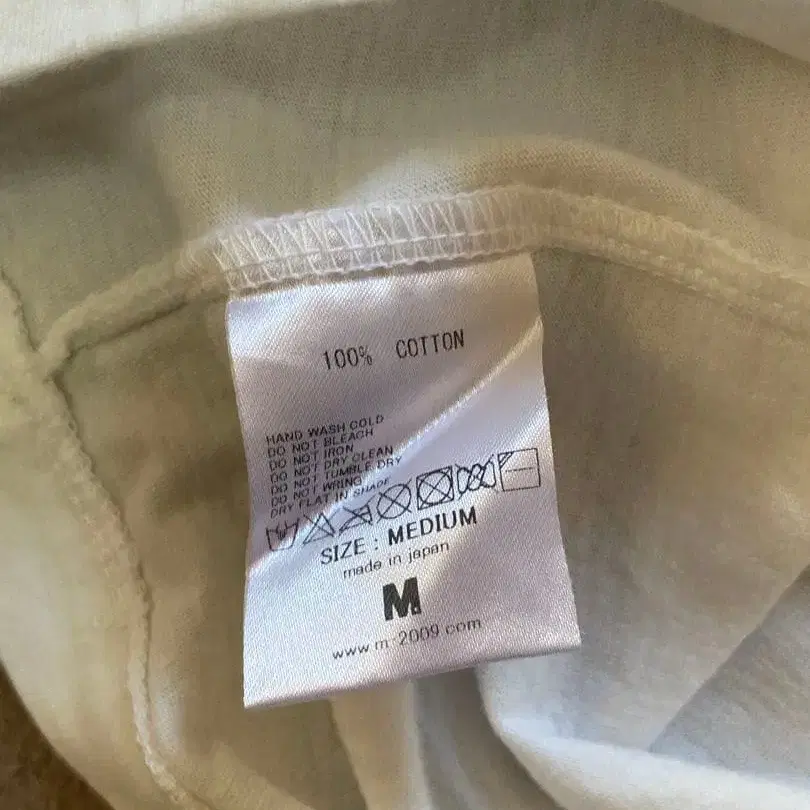 100% COTTON
HAND WASH COLD
DO NOT BLEACH
DO NOT IRON
DO NOT DRY CLEAN
DO NOT TUMBLE DRY
DO NOT WRING
DRY FLAT IN SHADE
SIZE : MEDIUM
made in japan
M
www.m-2009.com